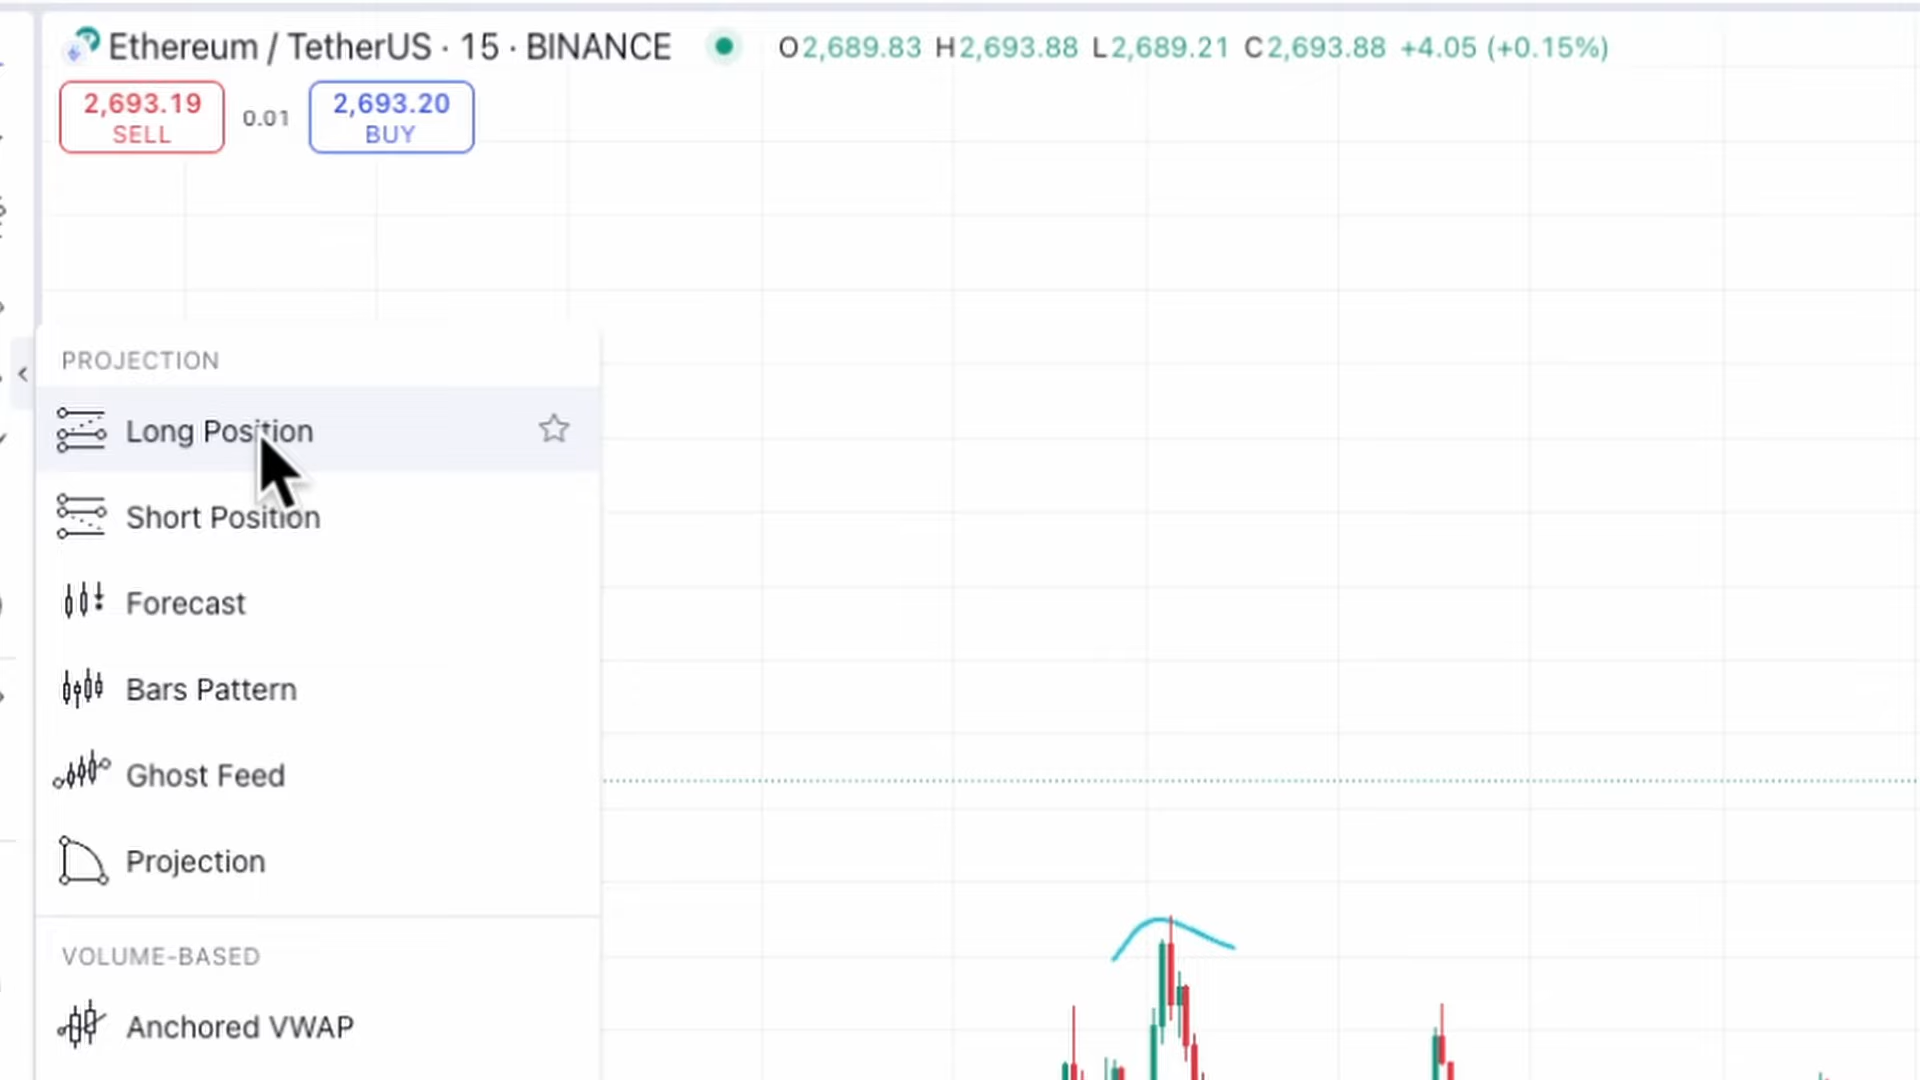 Ethereum / TetherUS · 15 · BINANCE O2,689.83 H2,693.88 L2,689.21 C2,693.88 +4.05 (+0.15%)
2,693.19 0.01 2,693.20
SELL BUY
PROJECTION
Long Position
Short Position
Forecast
Bars Pattern
Ghost Feed
Projection
VOLUME-BASED
Anchored VWAP